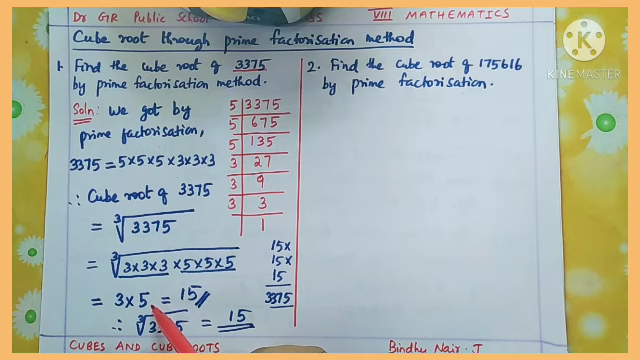 Dr GR Public School
VIII MATHEMATICS
KINEMASTER
Cube root through prime factorisation method
1. Find the cube root of 3375
by prime factorisation method.
Soln: We got by
prime factorisation,
3375 = 5×5×5×3×3×3
∴ Cube root of 3375
= ∛3375
= ∛3×3×3×5×5×5
= 3×5 = 15
∴ ∛3375 = 15
5 3375
5 675
5 135
3 27
3 9
3 3
1
15×
15×
15
3375
2. Find the cube root of 175616
by prime factorisation.
CUBES AND CUBE ROOTS
Bindhu Nair. J